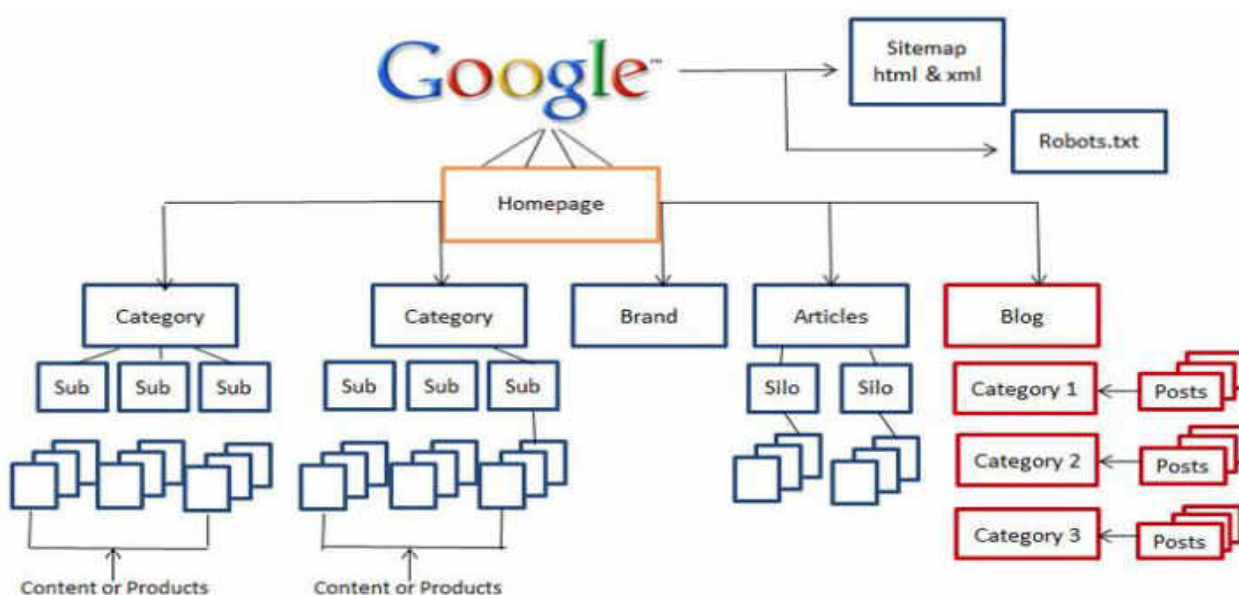 Google™
Sitemap
html & xml
Robots.txt
Homepage
Category
Category
Brand
Articles
Blog
Sub
Sub
Sub
Sub
Sub
Sub
Silo
Silo
Category 1
Posts
Category 2
Posts
Category 3
Posts
Content or Products
Content or Products